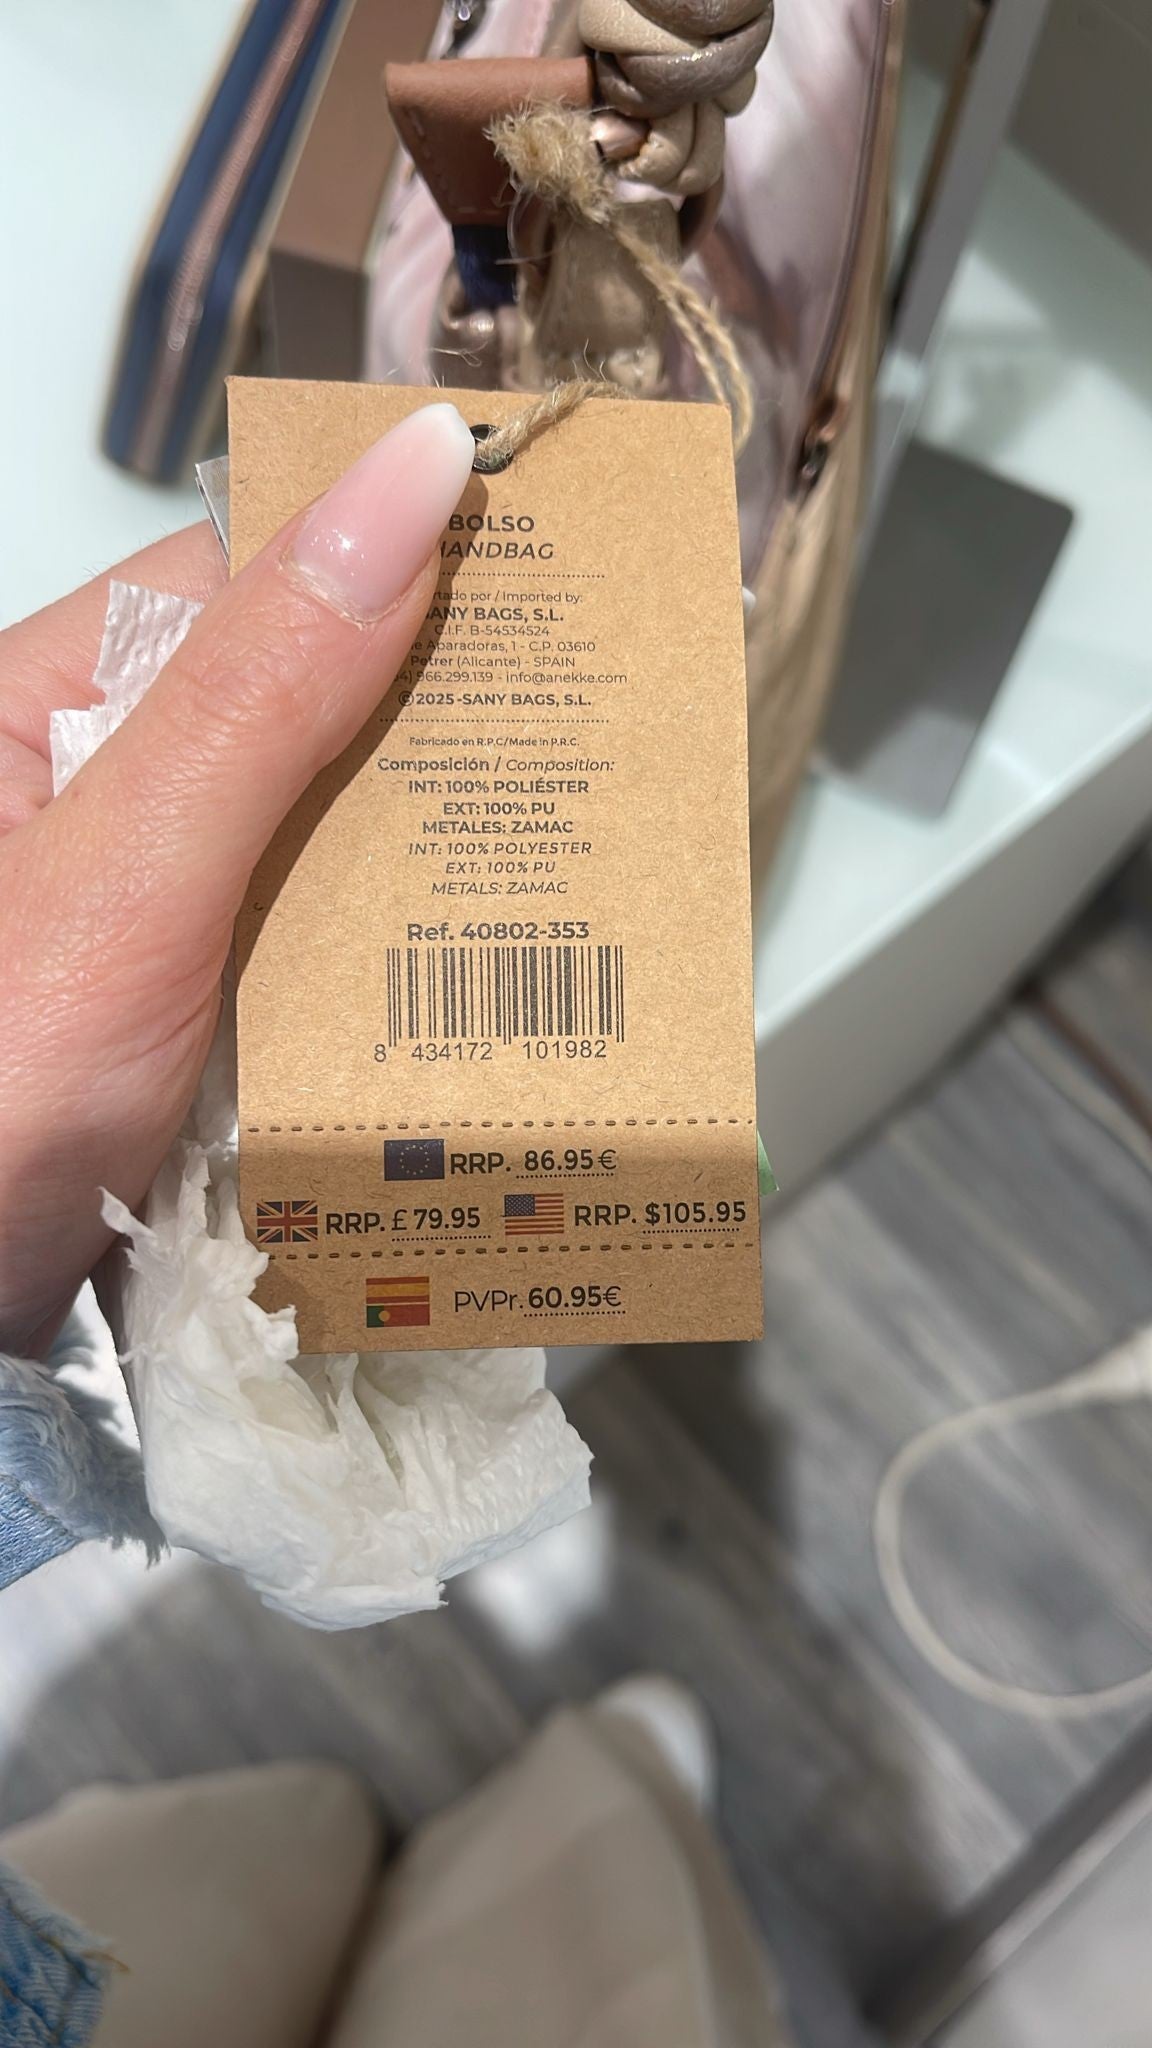 BOLSO
HANDBAG
por / Imported by:
SANY BAGS, S.L.
C.I.F. B-54534524
Aparadoras, 1 - C.P. 03610
Petrer (Alicante) - SPAIN
966.299.139 - info@anekke.com
©2025-SANY BAGS, S.L.
Fabricado en R.P.C/Made in P.R.C.
Composición / Composition:
INT: 100% POLIÉSTER
EXT: 100% PU
METALES: ZAMAC
INT: 100% POLYESTER
EXT: 100% PU
METALS: ZAMAC
Ref. 40802-353
8 434172 101982
RRP. 86.95€
RRP. £79.95 RRP. $105.95
PVPr. 60.95€